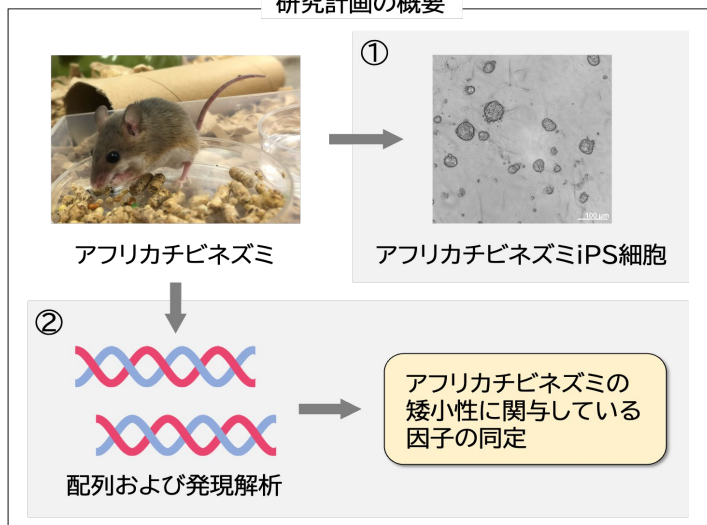 研究計画の概要
①
100 μm
アフリカチビネズミ
アフリカチビネズミiPS細胞
②
アフリカチビネズミの
矮小性に関与している
因子の同定
配列および発現解析